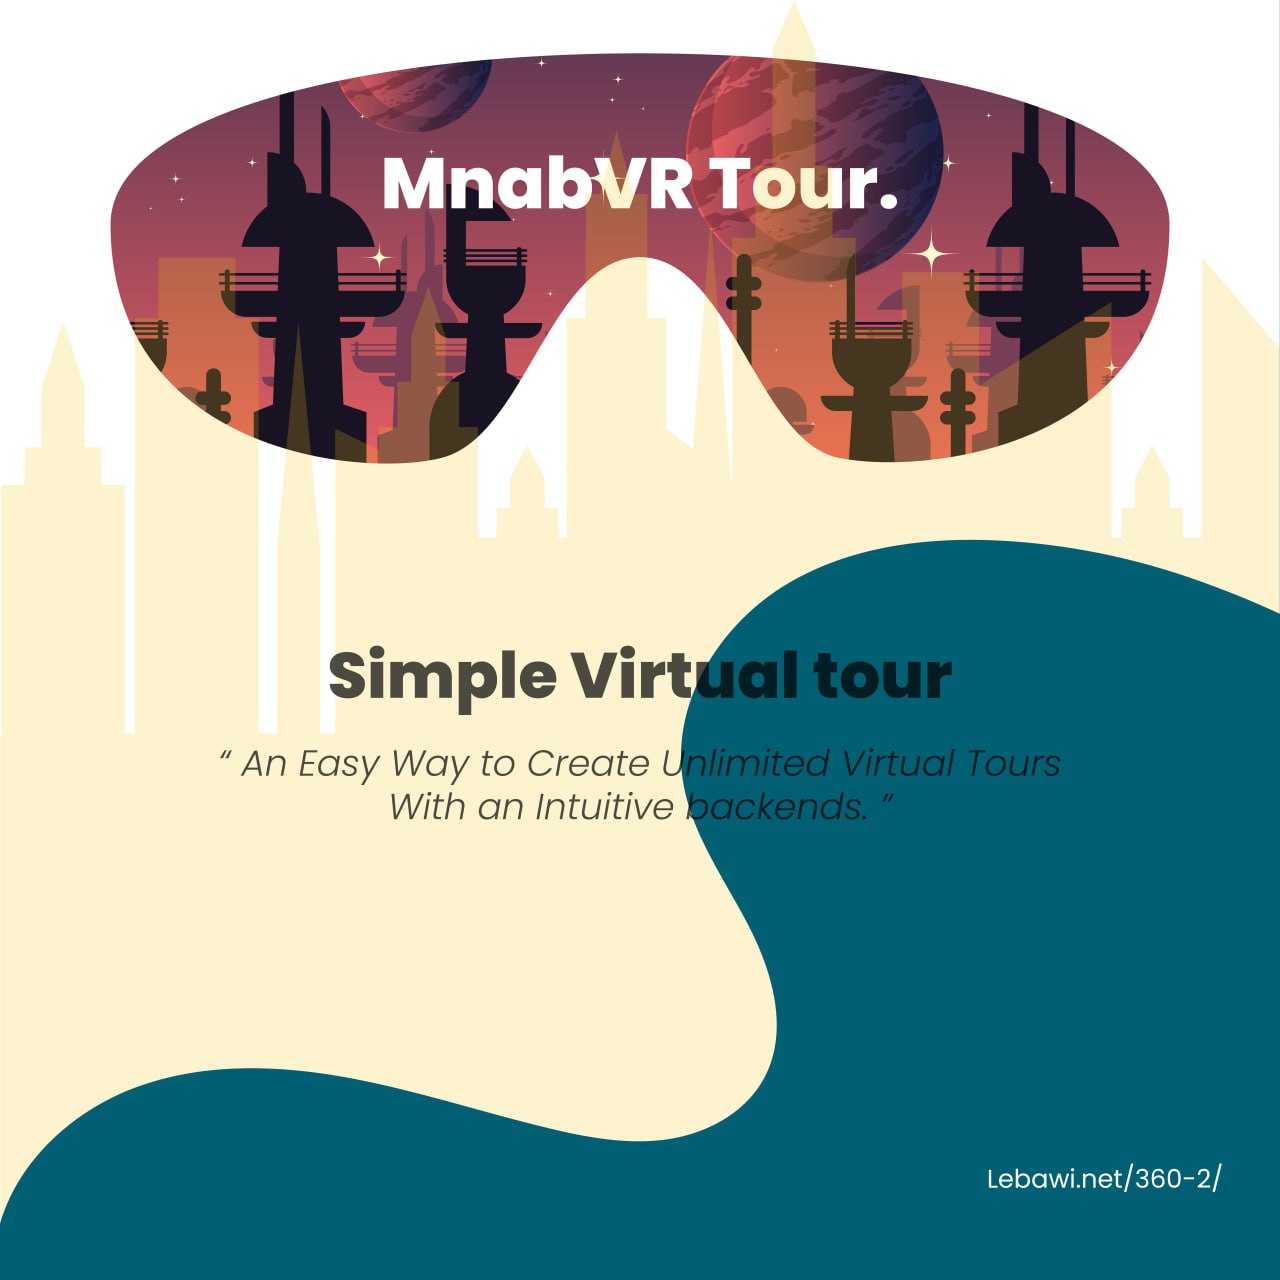 MnabVR Tour.
Simple Virtual tour
“ An Easy Way to Create Unlimited Virtual Tours
With an Intuitive backends. ”
Lebawi.net/360-2/